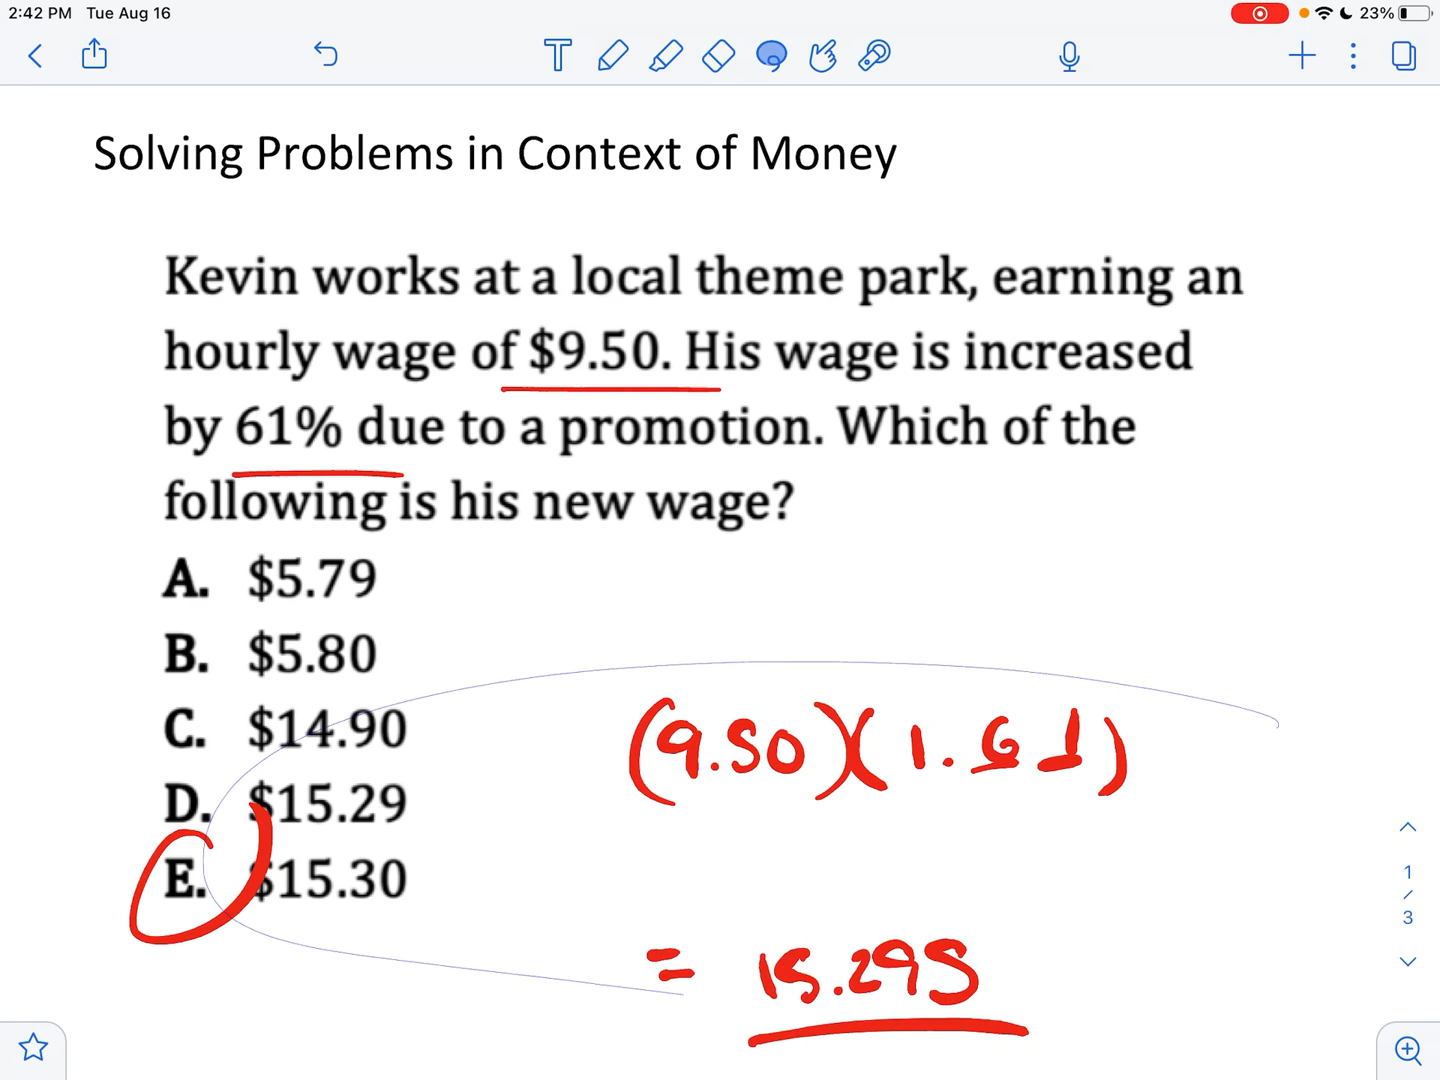 2:42 PM Tue Aug 16
23%
Solving Problems in Context of Money
Kevin works at a local theme park, earning an
hourly wage of $9.50. His wage is increased
by 61% due to a promotion. Which of the
following is his new wage?
A. $5.79
B. $5.80
C. $14.90
(9.50)(1.61)
D. $15.29
E. $15.30
= 15.295
1
/
3